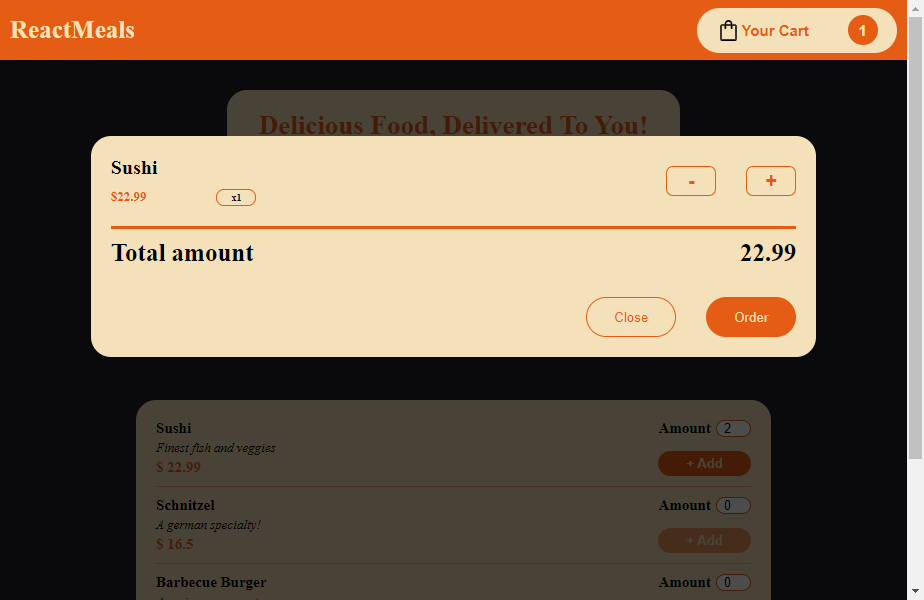 ReactMeals
Your Cart 1
Delicious Food, Delivered To You!
Sushi
$22.99 x1
- +
Total amount 22.99
Close Order
Sushi Amount 2
Finest fish and veggies
$ 22.99 + Add
Schnitzel Amount 0
A german specialty!
$ 16.5 + Add
Barbecue Burger Amount 0